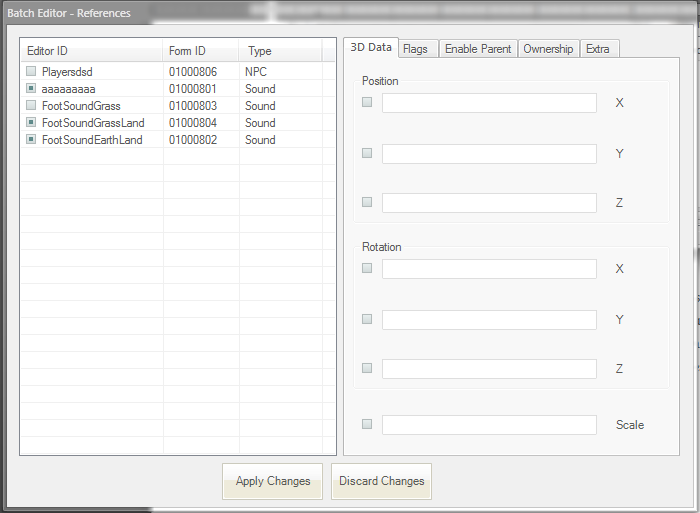 Batch Editor - References
Editor ID Form ID Type
Playersdsd 01000806 NPC
aaaaaaaaa 01000801 Sound
FootSoundGrass 01000803 Sound
FootSoundGrassLand 01000804 Sound
FootSoundEarthLand 01000802 Sound
3D Data Flags Enable Parent Ownership Extra
Position
X
Y
Z
Rotation
X
Y
Z
Scale
Apply Changes Discard Changes